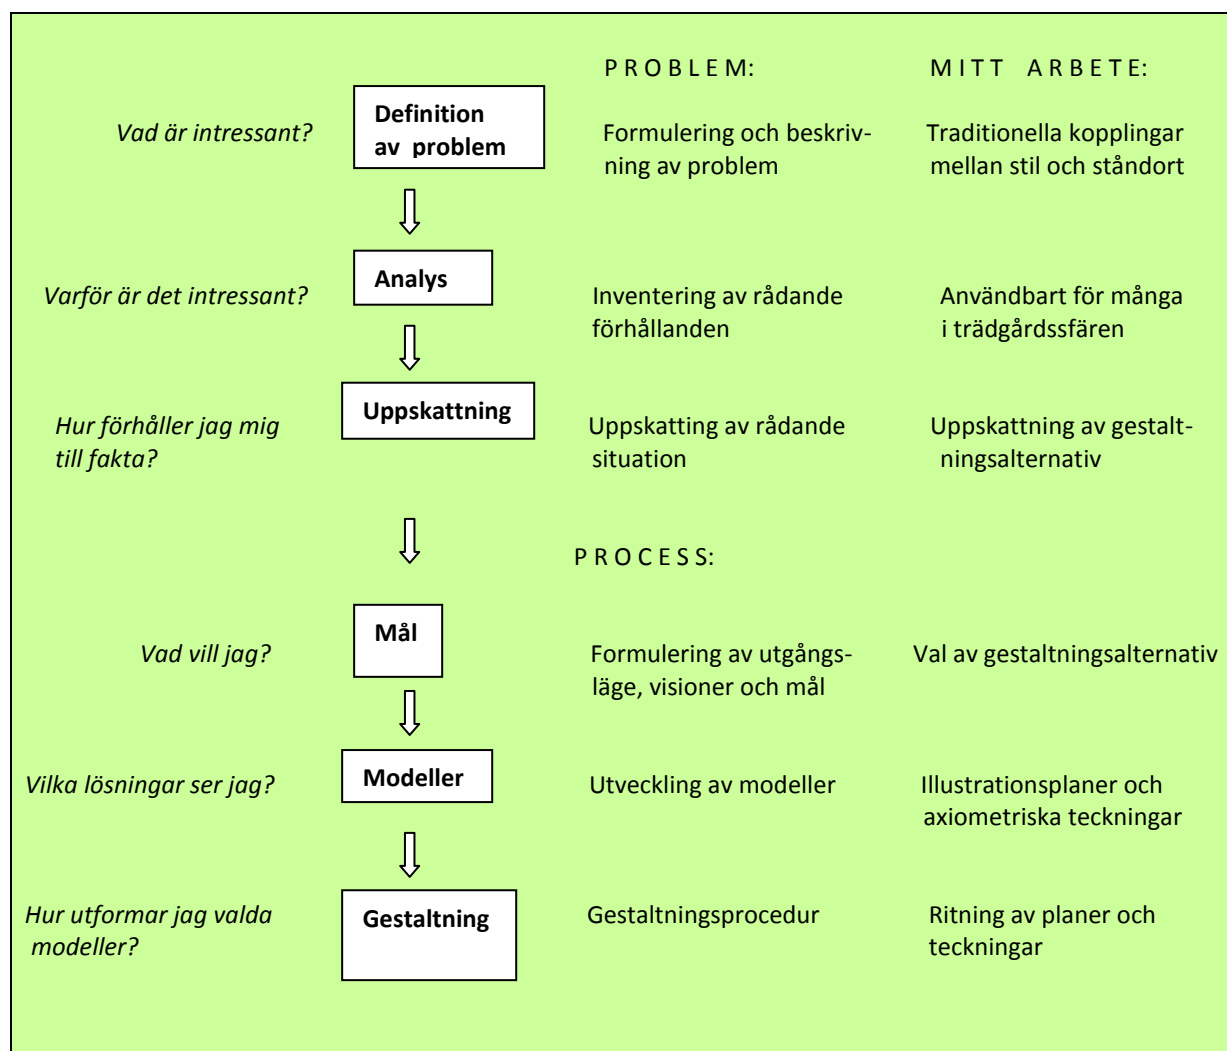 P R O B L E M:
M I T T   A R B E T E:
Vad är intressant?
Definition
av problem
Formulering och beskriv-
ning av problem
Traditionella kopplingar
mellan stil och ståndort
Varför är det intressant?
Analys
Inventering av rådande
förhållanden
Användbart för många
i trädgårdssfären
Hur förhåller jag mig
till fakta?
Uppskattning
Uppskatting av rådande
situation
Uppskattning av gestalt-
ningsalternativ
P R O C E S S:
Vad vill jag?
Mål
Formulering av utgångs-
läge, visioner och mål
Val av gestaltningsalternativ
Vilka lösningar ser jag?
Modeller
Utveckling av modeller
Illustrationsplaner och
axiometriska teckningar
Hur utformar jag valda
modeller?
Gestaltning
Gestaltningsprocedur
Ritning av planer och
teckningar